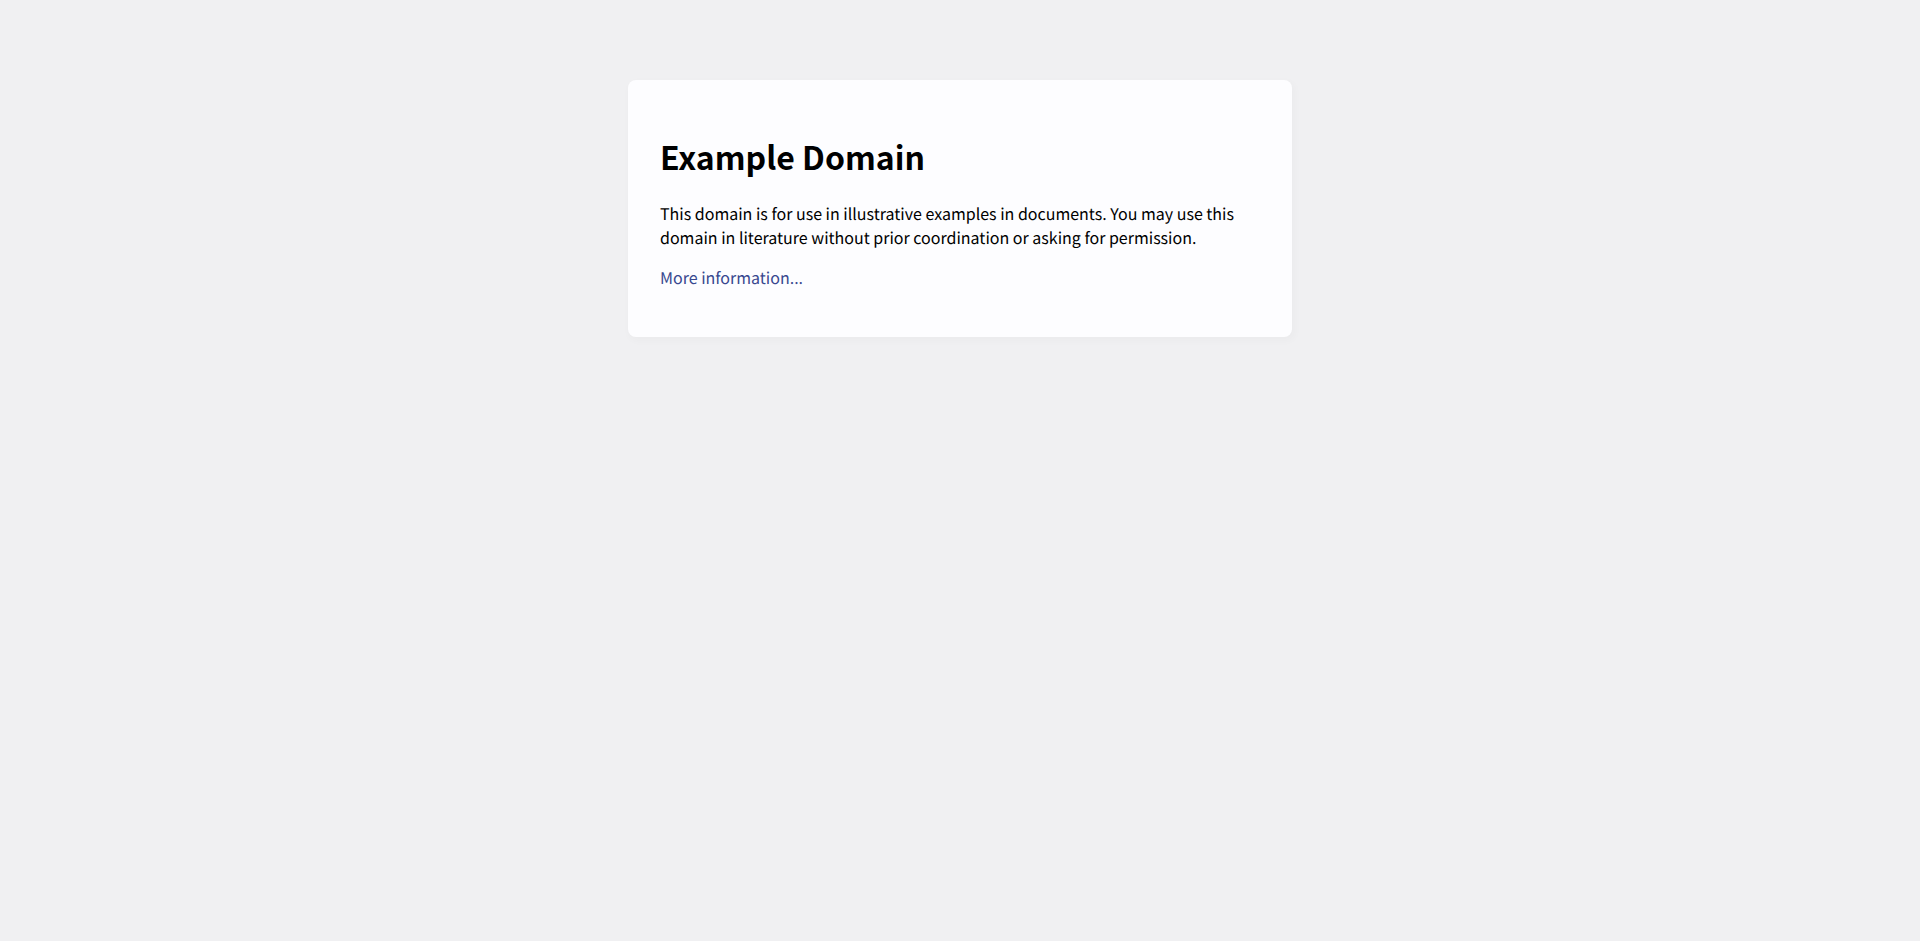 Example Domain
This domain is for use in illustrative examples in documents. You may use this
domain in literature without prior coordination or asking for permission.
More information...